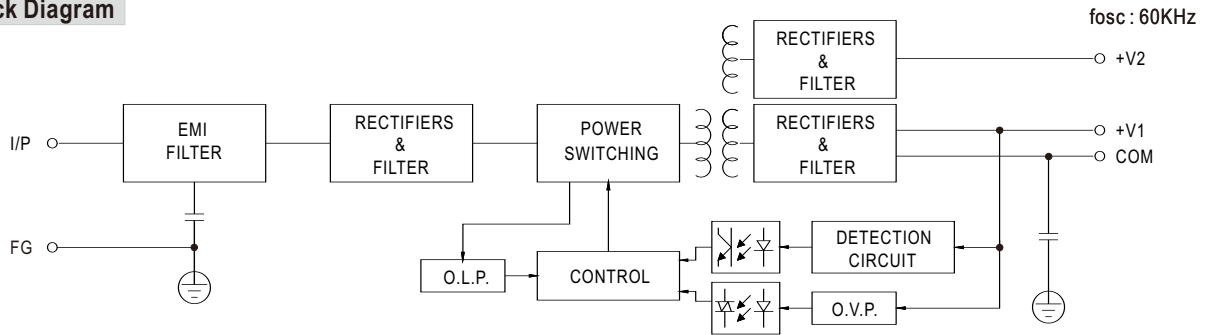 ck Diagram
fosc : 60KHz
RECTIFIERS
&
FILTER
+V2
I/P
EMI
FILTER
RECTIFIERS
&
FILTER
POWER
SWITCHING
RECTIFIERS
&
FILTER
+V1
COM
FG
O.L.P.
CONTROL
DETECTION
CIRCUIT
O.V.P.